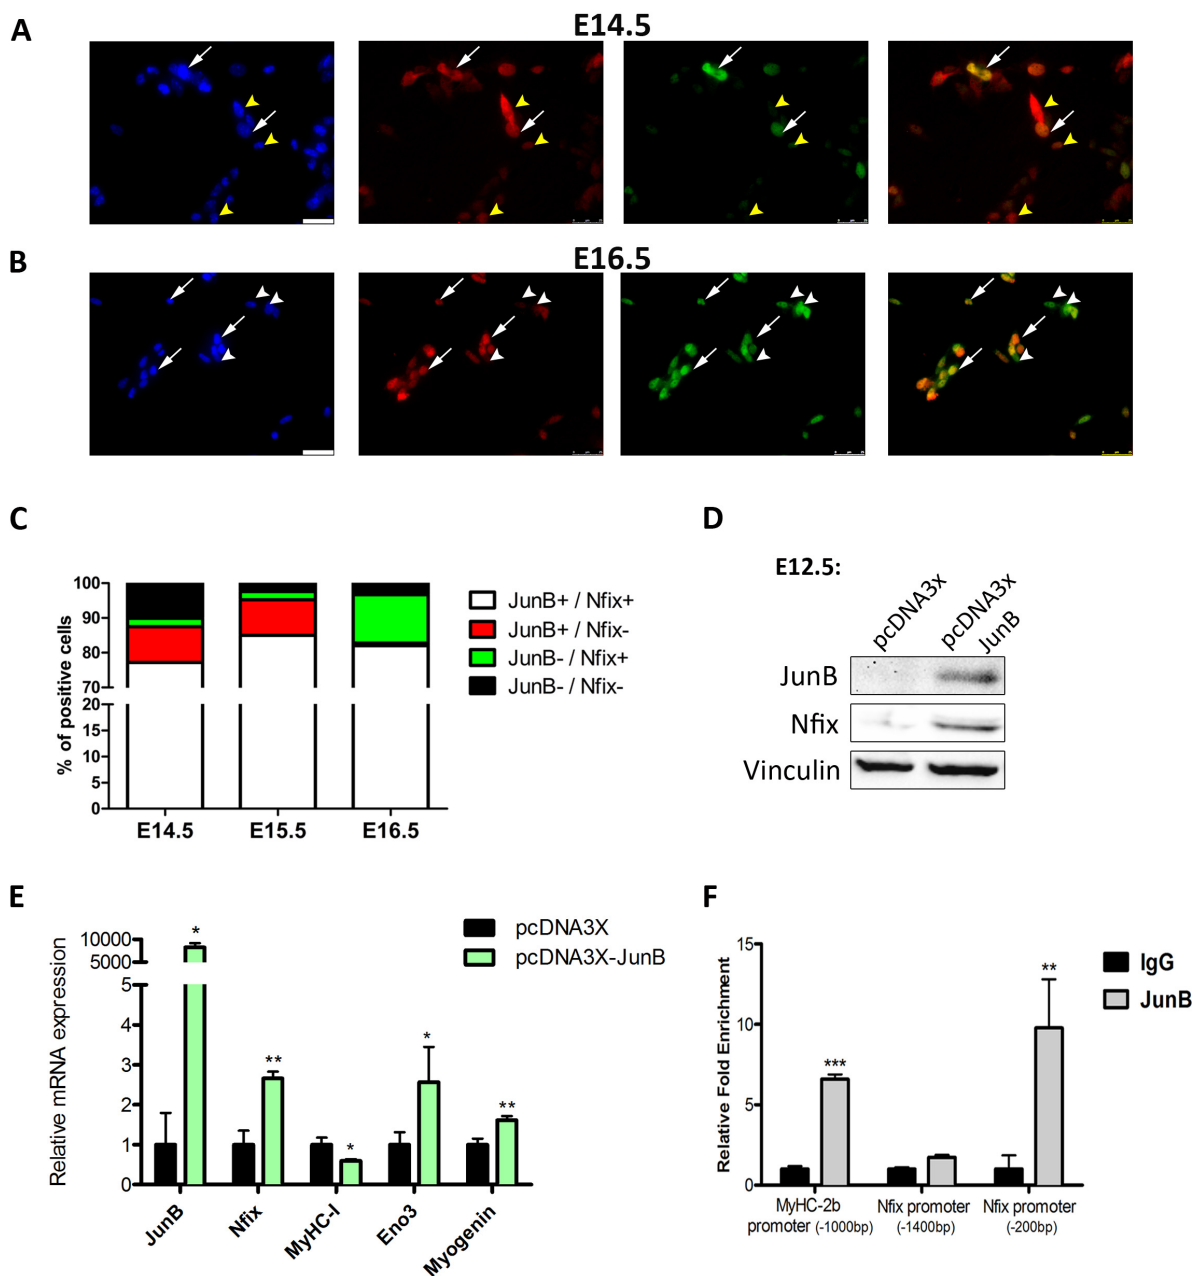 A
E14.5
B
E16.5
C
% of positive cells
100
90
80
70
20
15
10
5
0
E14.5
E15.5
E16.5
JunB+ / Nfix+
JunB+ / Nfix-
JunB- / Nfix+
JunB- / Nfix-
D
E12.5:
pcDNA3x
pcDNA3x
JunB
JunB
Nfix
Vinculin
E
Relative mRNA expression
10000
5000
5
4
3
2
1
0
*
**
*
*
**
JunB
Nfix
MyHC-I
Eno3
Myogenin
pcDNA3X
pcDNA3X-JunB
F
Relative Fold Enrichment
15
10
5
0
***
**
MyHC-2b
promoter (-1000bp)
Nfix promoter
(-1400bp)
Nfix promoter
(-200bp)
IgG
JunB